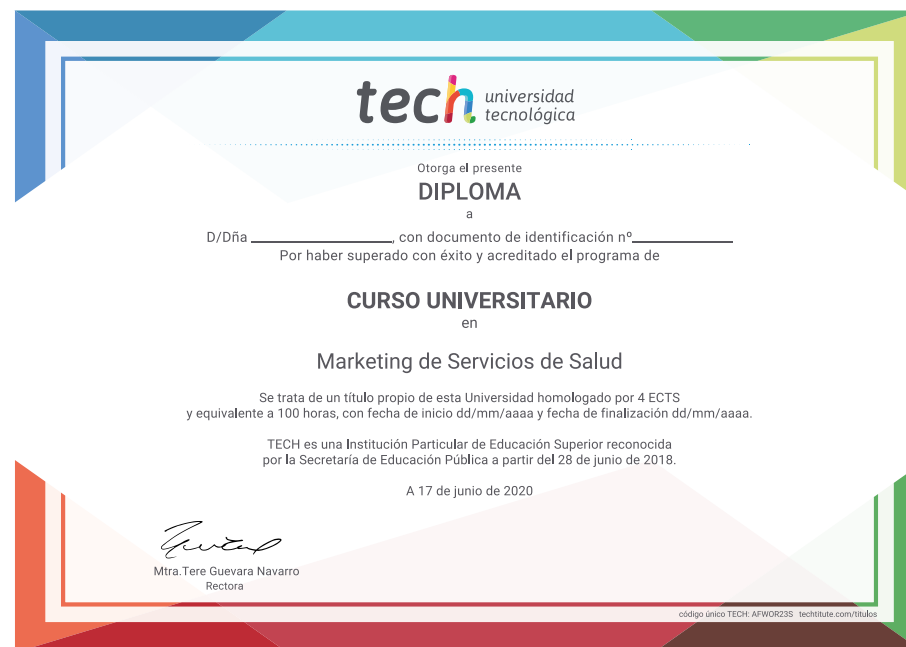 tech universidad
tecnológica
Otorga el presente
DIPLOMA
a
D/Dña ____________________, con documento de identificación nº______________
Por haber superado con éxito y acreditado el programa de
CURSO UNIVERSITARIO
en
Marketing de Servicios de Salud
Se trata de un título propio de esta Universidad homologado por 4 ECTS
y equivalente a 100 horas, con fecha de inicio dd/mm/aaaa y fecha de finalización dd/mm/aaaa.
TECH es una Institución Particular de Educación Superior reconocida
por la Secretaría de Educación Pública a partir del 28 de junio de 2018.
A 17 de junio de 2020
Mtra.Tere Guevara Navarro
Rectora
código único TECH: AFWOR23S techtitute.com/titulos